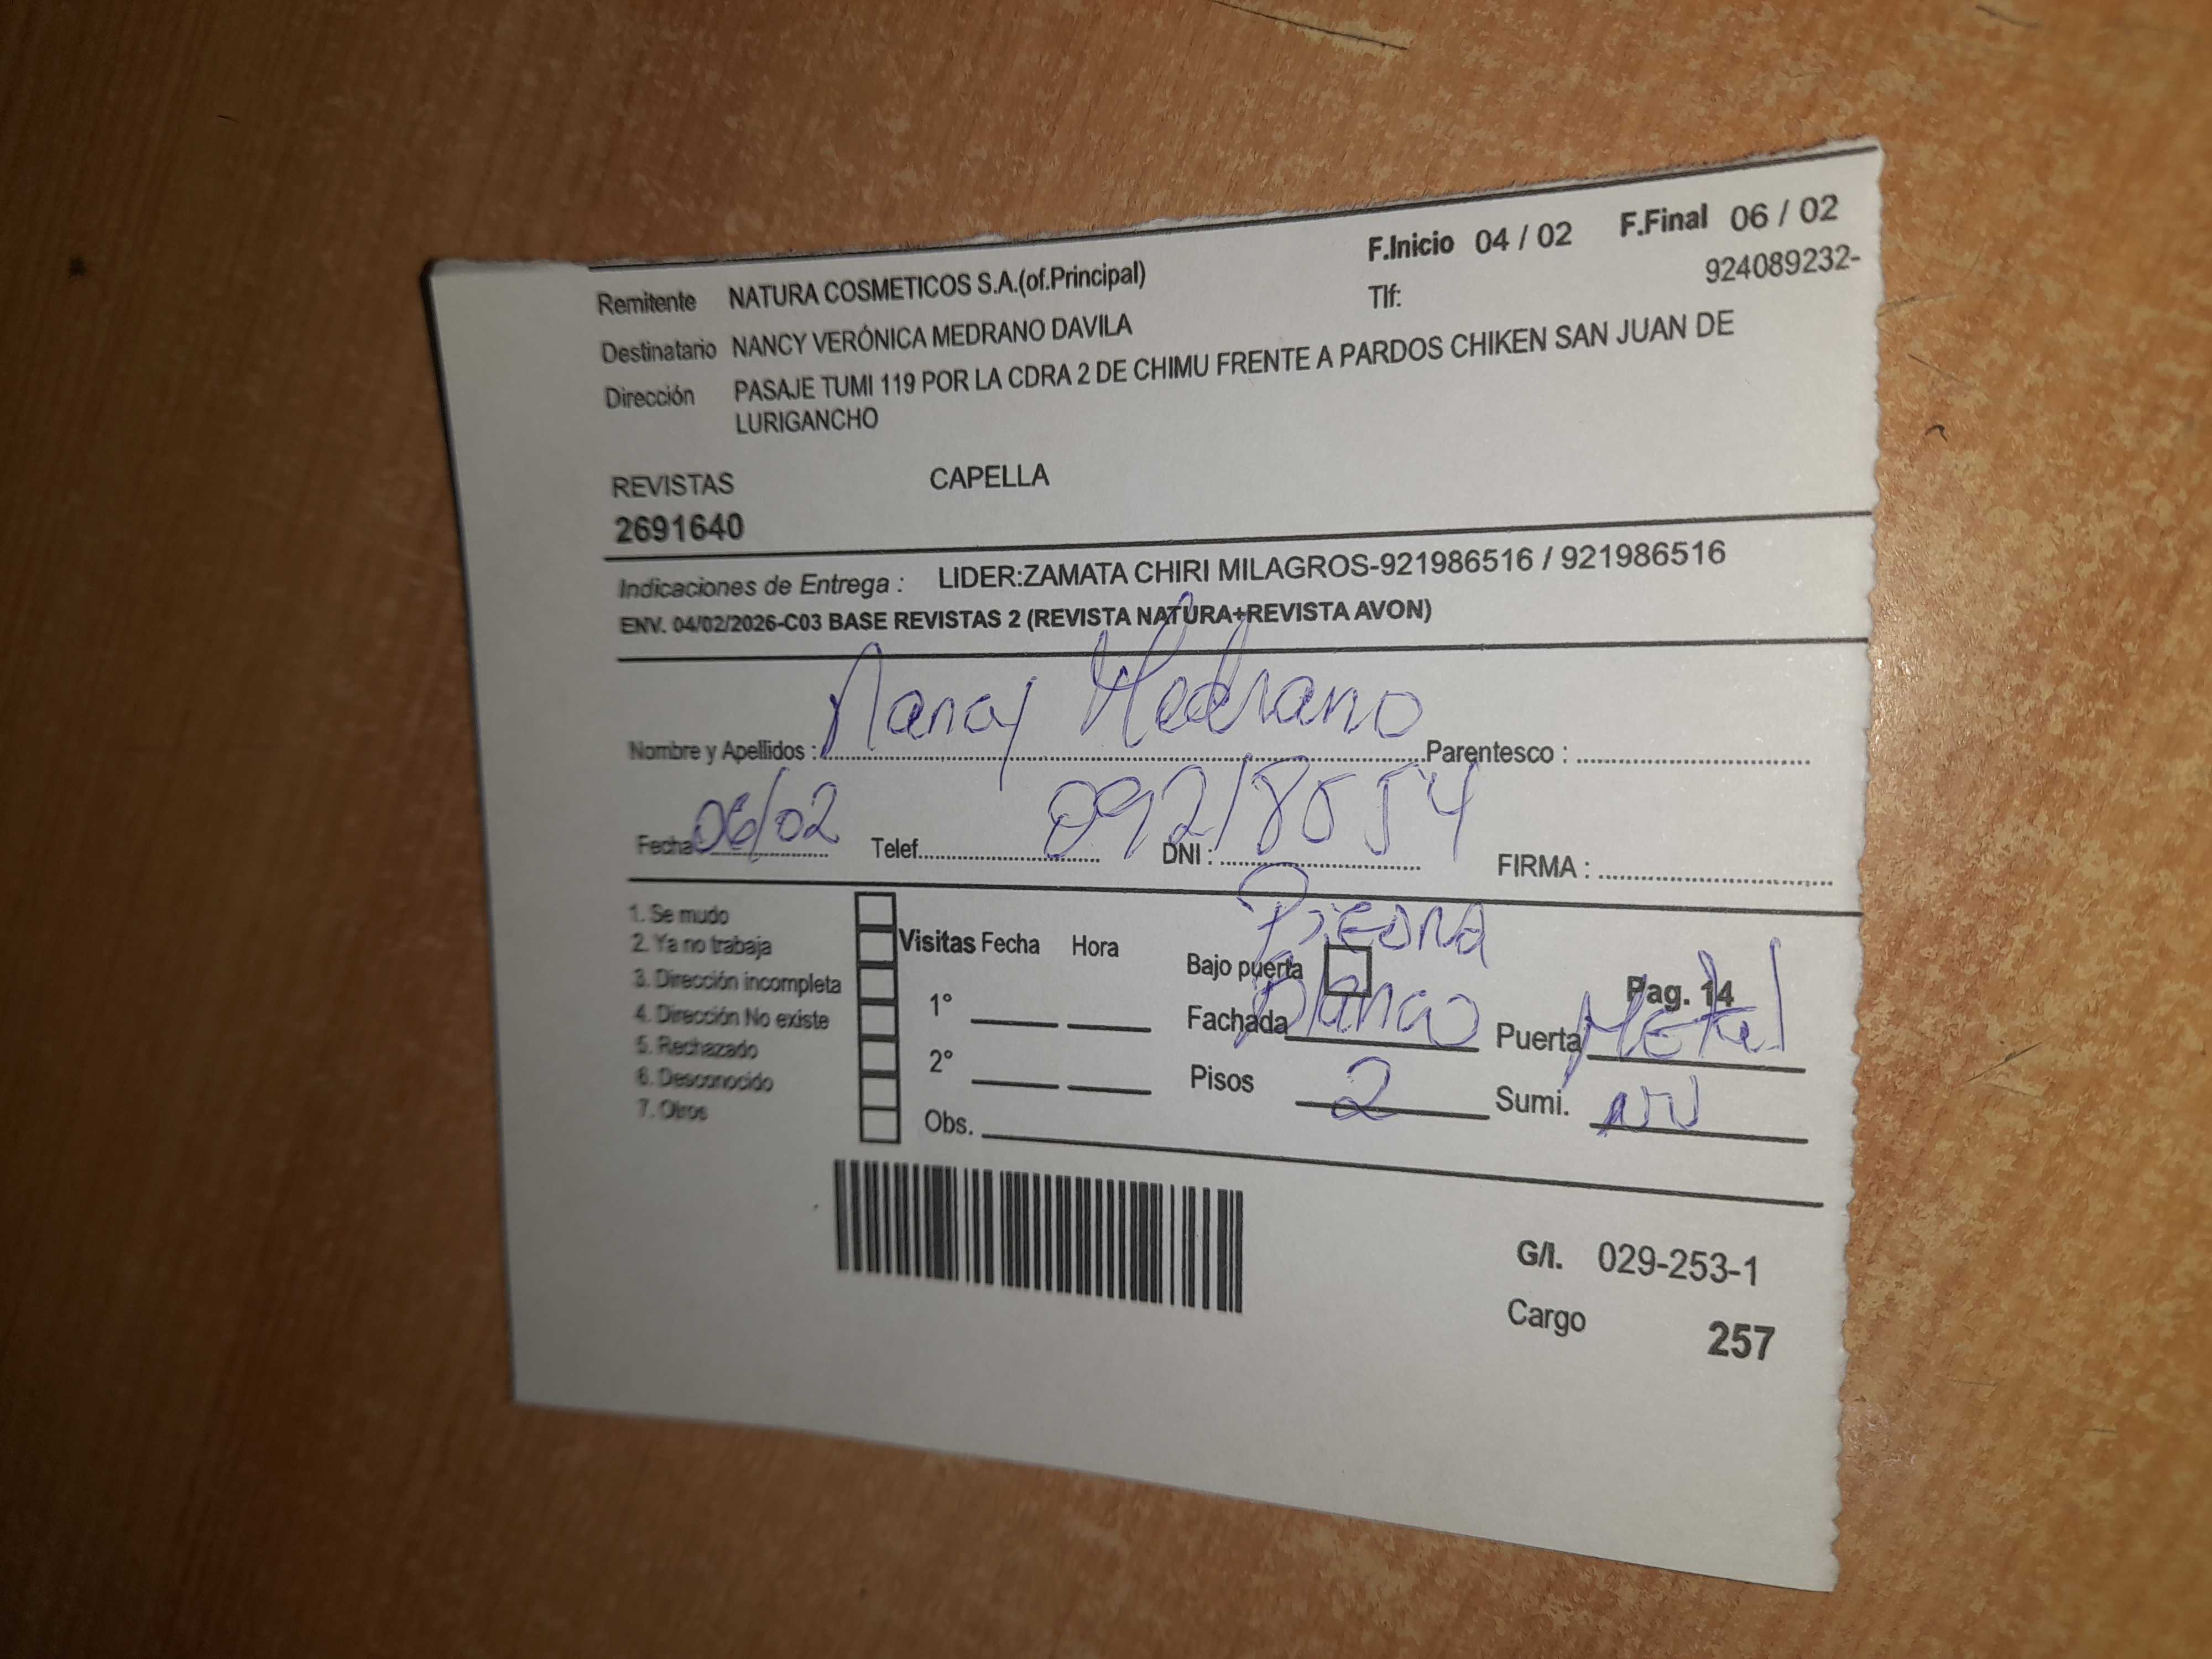 F.Inicio 04 / 02 F.Final 06 / 02
Remitente NATURA COSMETICOS S.A.(of.Principal) Tlf: 924089232-
Destinatario NANCY VERÓNICA MEDRANO DAVILA
Dirección PASAJE TUMI 119 POR LA CDRA 2 DE CHIMU FRENTE A PARDOS CHIKEN SAN JUAN DE
LURIGANCHO
REVISTAS CAPELLA
2691640
Indicaciones de Entrega : LIDER:ZAMATA CHIRI MILAGROS-921986516 / 921986516
ENV. 04/02/2026-C03 BASE REVISTAS 2 (REVISTA NATURA+REVISTA AVON)
Nombre y Apellidos : Nancy Medrano Parentesco :
Fecha 06/02 Telef. DNI : FIRMA :
1. Se mudo
2. Ya no trabaja
3. Dirección incompleta
4. Dirección No existe
5. Rechazado
6. Desconocido
7. Otros
Visitas Fecha Hora
1°
2°
Obs.
Piedra
Bajo puerta Pag. 14
Fachada Blanco Puerta Metal
Pisos 2 Sumi.
G/I. 029-253-1
Cargo 257